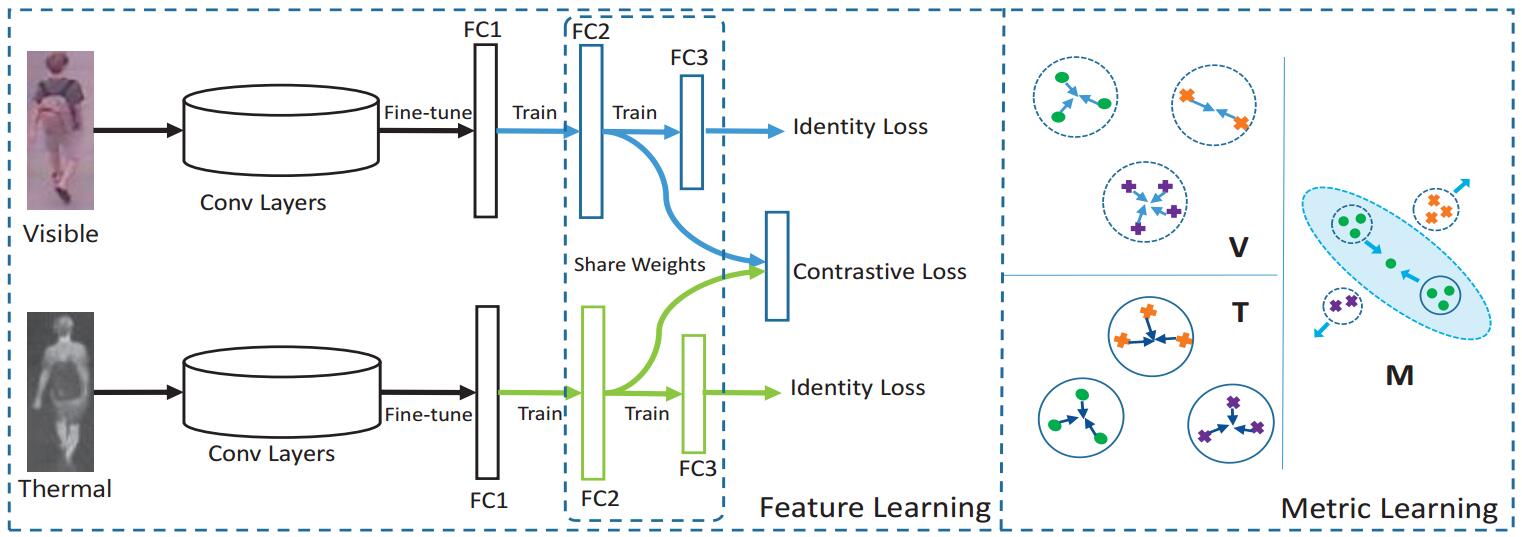 FC1
FC2
FC3
Fine-tune
Train
Train
Identity Loss
Conv Layers
Visible
Share Weights
Contrastive Loss
Identity Loss
Fine-tune
Train
Train
Conv Layers
FC3
Thermal
FC1
FC2
Feature Learning
V
T
M
Metric Learning